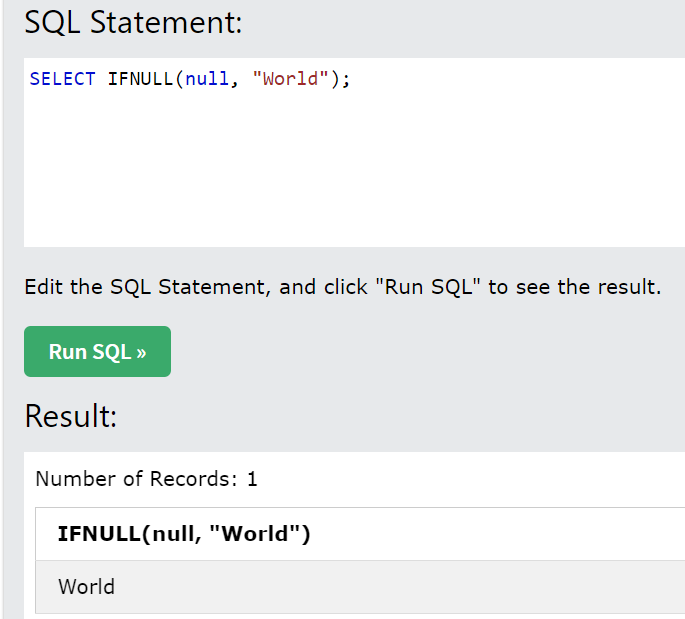 SQL Statement:
SELECT IFNULL(null, "World");
Edit the SQL Statement, and click "Run SQL" to see the result.
Run SQL »
Result:
Number of Records: 1
IFNULL(null, "World")
World